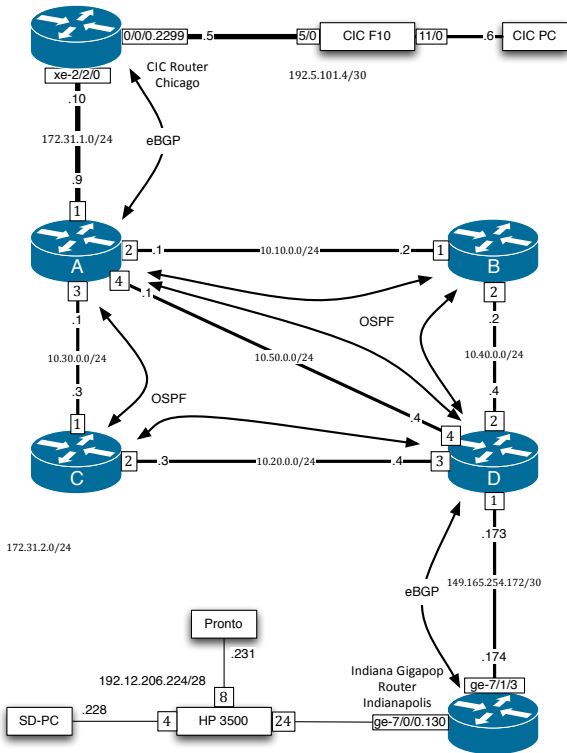 0/0/0.2299
.5
5/0
CIC F10
11/0
.6
CIC PC
CIC Router
Chicago
192.5.101.4/30
xe-2/2/0
.10
172.31.1.0/24
eBGP
.9
1
A
2
.1
10.10.0.0/24
.2
1
B
3
4
.1
2
.1
.2
OSPF
10.30.0.0/24
10.50.0.0/24
10.40.0.0/24
.3
OSPF
.4
.4
1
2
C
2
.3
10.20.0.0/24
.4
3
4
D
1
172.31.2.0/24
.173
eBGP
149.165.254.172/30
.174
Pronto
.231
192.12.206.224/28
Indiana Gigapop
Router
Indianapolis
ge-7/1/3
8
SD-PC
.228
4
HP 3500
24
ge-7/0/0.130